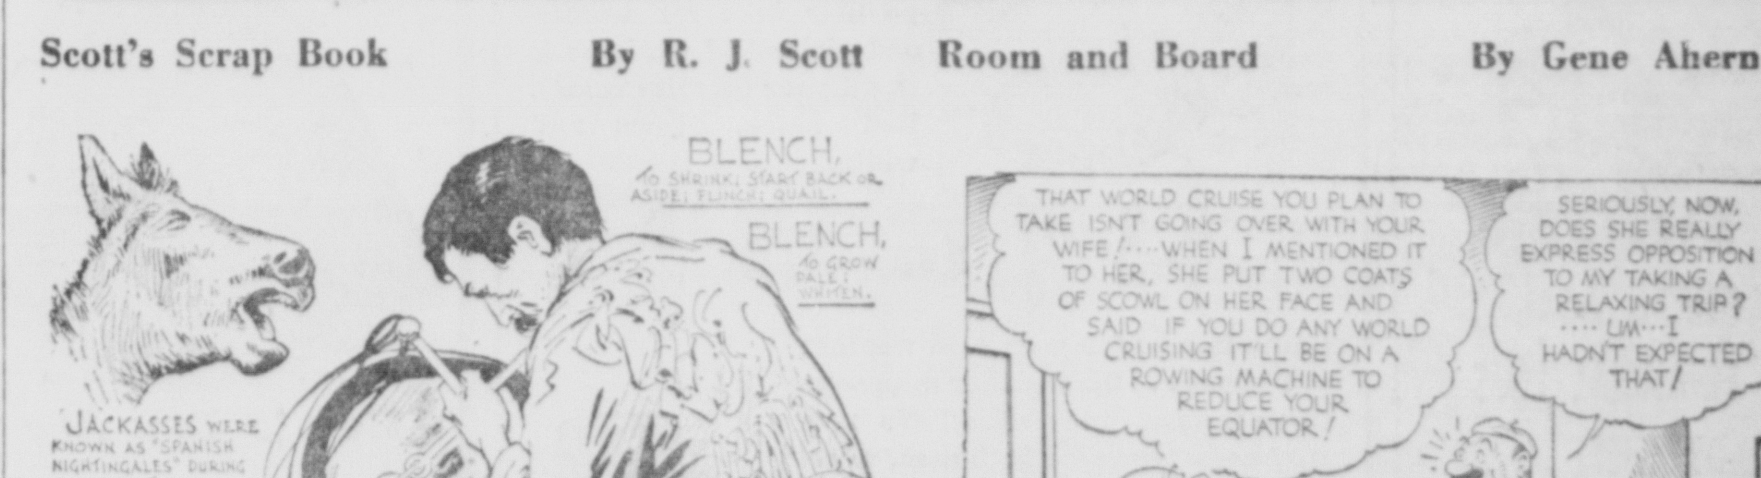 Scott's Scrap Book By R. J. Scott
BLENCH,
TO SHRINK; START BACK OR
ASIDE; FLINCH; QUAIL.
BLENCH,
TO GROW
PALE;
WHITEN.
JACKASSES WERE
KNOWN AS "SPANISH
NIGHTINGALES" DURING
Room and Board By Gene Ahern
THAT WORLD CRUISE YOU PLAN TO
TAKE ISN'T GOING OVER WITH YOUR
WIFE!....WHEN I MENTIONED IT
TO HER, SHE PUT TWO COATS
OF SCOWL ON HER FACE AND
SAID IF YOU DO ANY WORLD
CRUISING IT'LL BE ON A
ROWING MACHINE TO
REDUCE YOUR
EQUATOR!
SERIOUSLY, NOW,
DOES SHE REALLY
EXPRESS OPPOSITION
TO MY TAKING A
RELAXING TRIP?
.... UM...I
HADN'T EXPECTED
THAT!